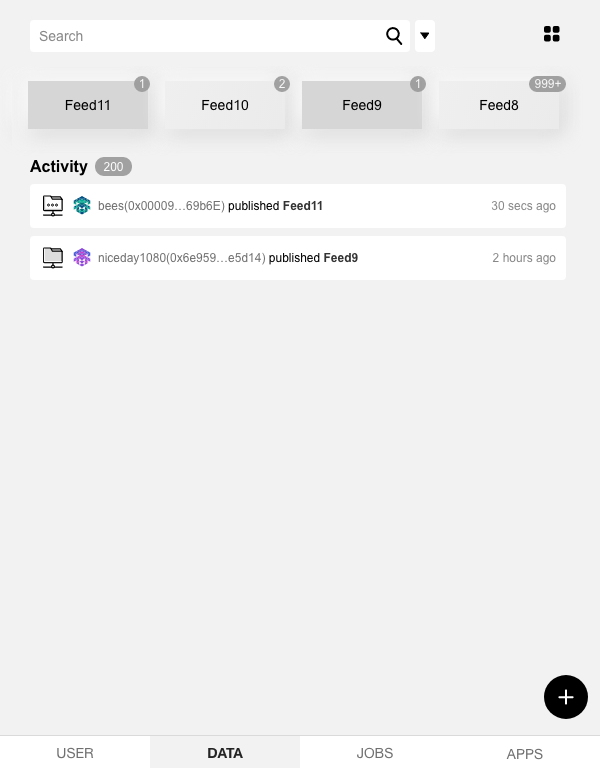 Search
1 2 1 999+
Feed11 Feed10 Feed9 Feed8
Activity 200
bees(0x00009...69b6E) published Feed11 30 secs ago
niceday1080(0x6e959...e5d14) published Feed9 2 hours ago
USER DATA JOBS APPS